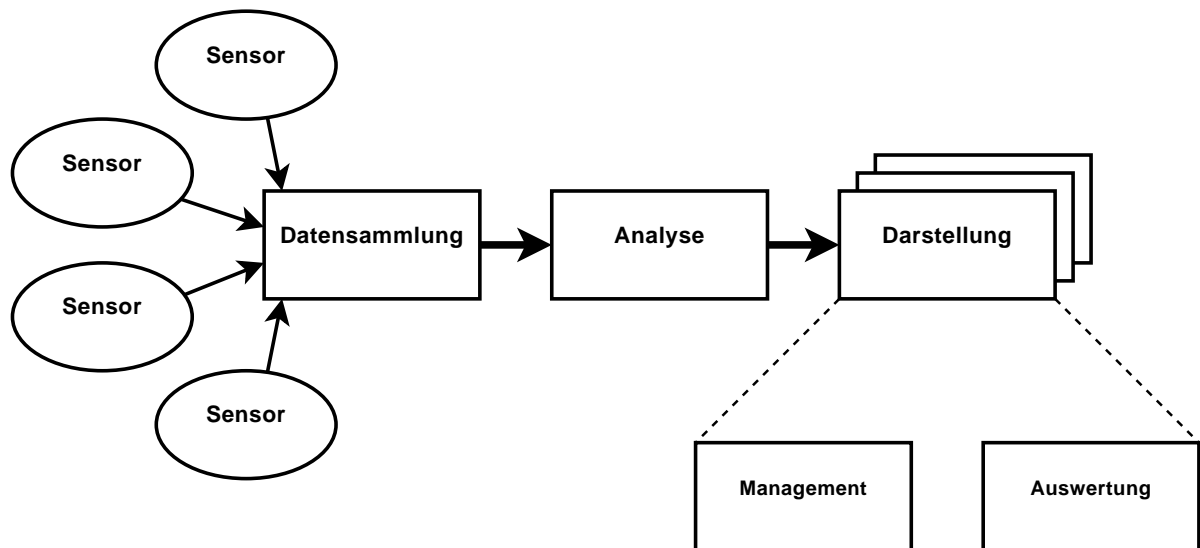 Sensor
Sensor
Datensammlung
Analyse
Darstellung
Sensor
Sensor
Management
Auswertung